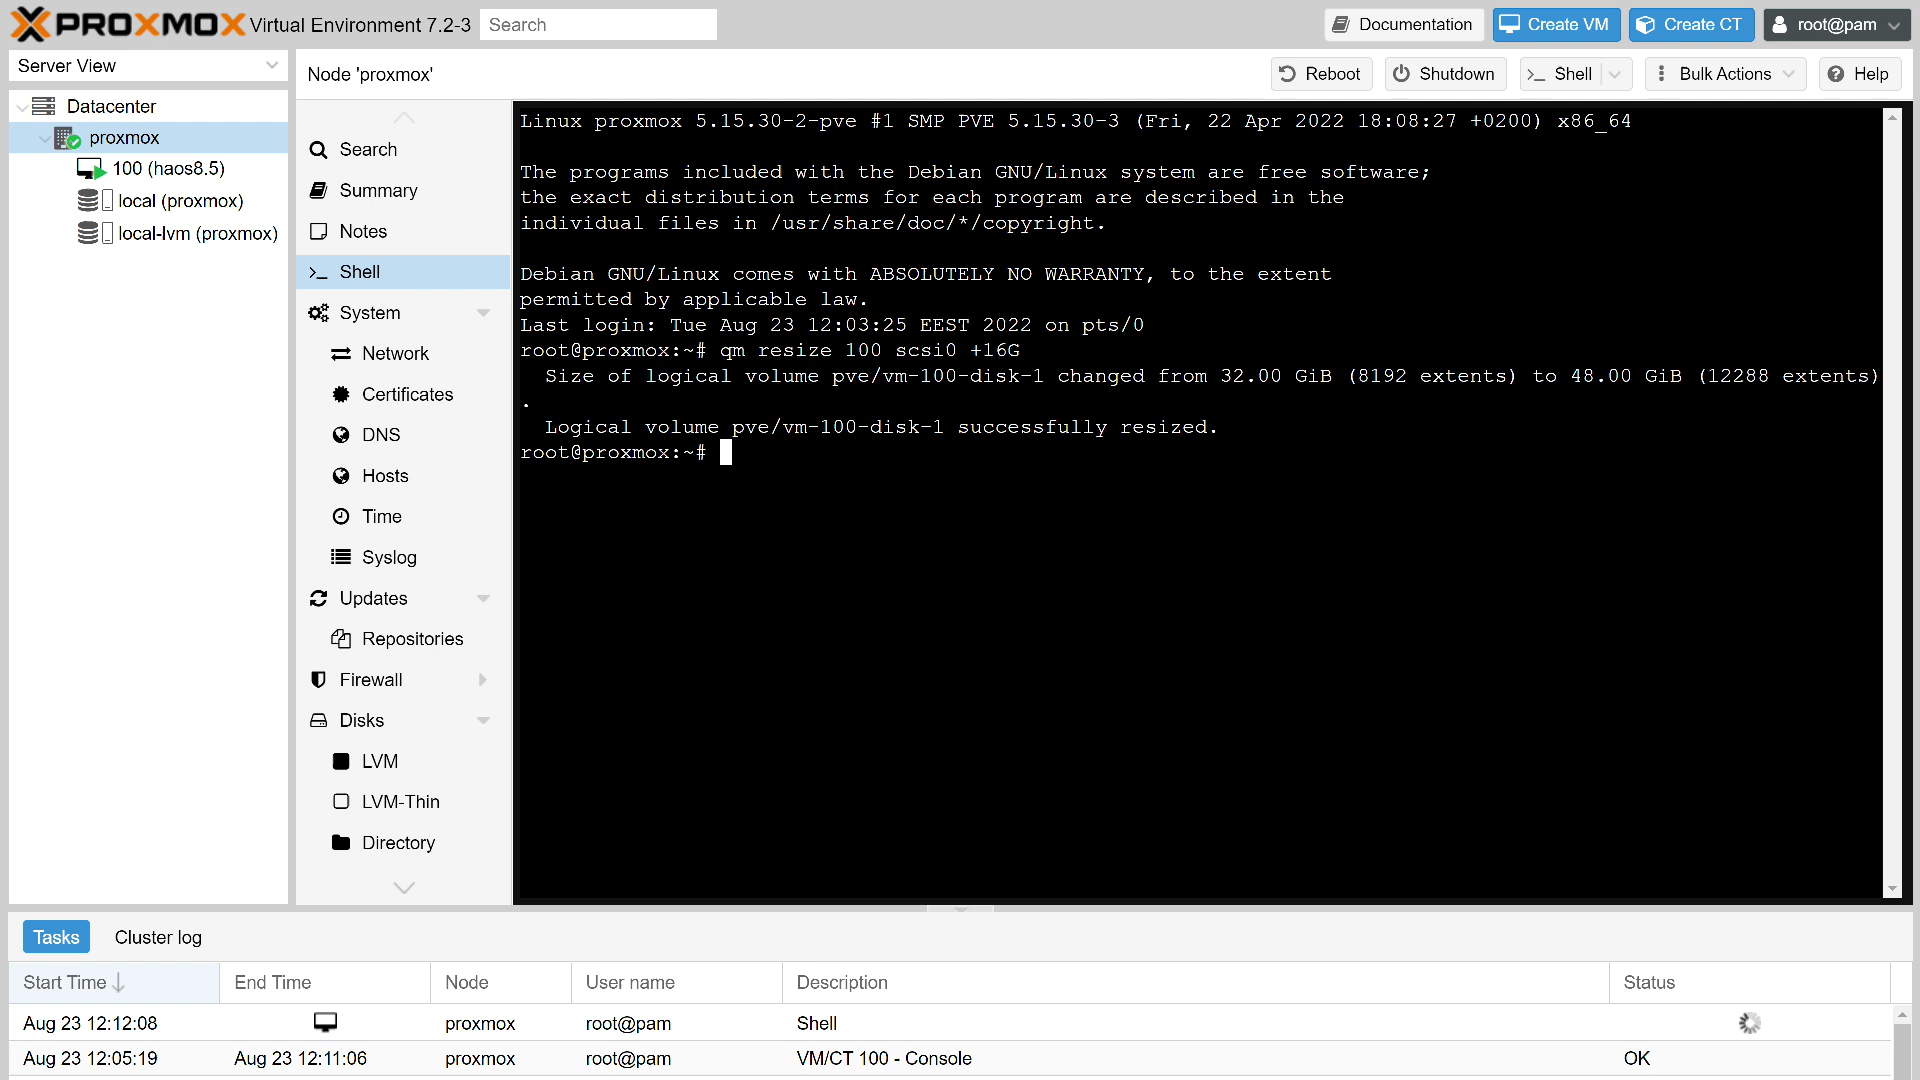 PROXMOX Virtual Environment 7.2-3 Search Documentation Create VM Create CT root@pam
Server View
Datacenter
proxmox
100 (haos8.5)
local (proxmox)
local-lvm (proxmox)
Node 'proxmox' Reboot Shutdown >_ Shell Bulk Actions Help
Search
Summary
Notes
>_ Shell
System
Network
Certificates
DNS
Hosts
Time
Syslog
Updates
Repositories
Firewall
Disks
LVM
LVM-Thin
Directory
Linux proxmox 5.15.30-2-pve #1 SMP PVE 5.15.30-3 (Fri, 22 Apr 2022 18:08:27 +0200) x86_64
The programs included with the Debian GNU/Linux system are free software;
the exact distribution terms for each program are described in the
individual files in /usr/share/doc/*/copyright.
Debian GNU/Linux comes with ABSOLUTELY NO WARRANTY, to the extent
permitted by applicable law.
Last login: Tue Aug 23 12:03:25 EEST 2022 on pts/0
root@proxmox:~# qm resize 100 scsi0 +16G
Size of logical volume pve/vm-100-disk-1 changed from 32.00 GiB (8192 extents) to 48.00 GiB (12288 extents)
.
Logical volume pve/vm-100-disk-1 successfully resized.
root@proxmox:~#
Tasks Cluster log
Start Time End Time Node User name Description Status
Aug 23 12:12:08 proxmox root@pam Shell
Aug 23 12:05:19 Aug 23 12:11:06 proxmox root@pam VM/CT 100 - Console OK